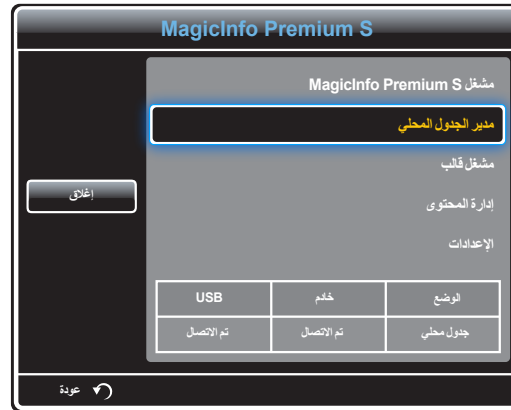 MagicInfo Premium S
مشغل MagicInfo Premium S
مدير الجدول المحلي
مشغل قالب
إدارة المحتوى
الإعدادات
إغلاق
الوضع خادم USB
جدول محلي تم الاتصال تم الاتصال
عودة